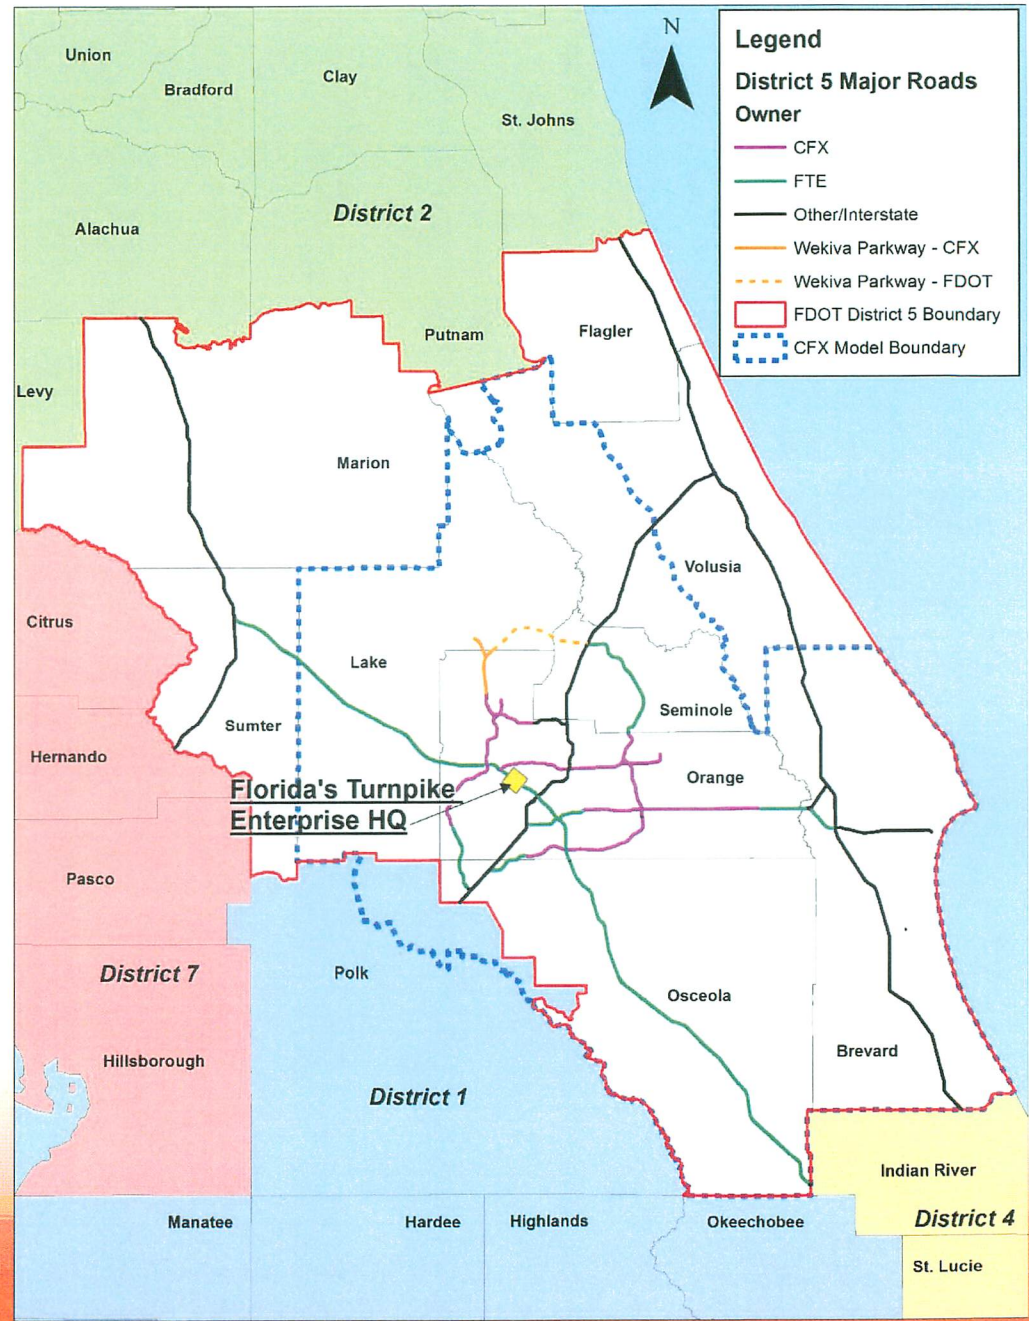 N
Legend
District 5 Major Roads
Owner
CFX
FTE
Other/Interstate
Wekiva Parkway - CFX
Wekiva Parkway - FDOT
FDOT District 5 Boundary
CFX Model Boundary
Union
Bradford
Clay
St. Johns
Alachua
District 2
Putnam
Flagler
Levy
Marion
Volusia
Citrus
Lake
Sumter
Seminole
Hernando
Orange
Florida's Turnpike
Enterprise HQ
Pasco
District 7
Polk
Osceola
Hillsborough
Brevard
District 1
Indian River
Manatee
Hardee
Highlands
Okeechobee
District 4
St. Lucie